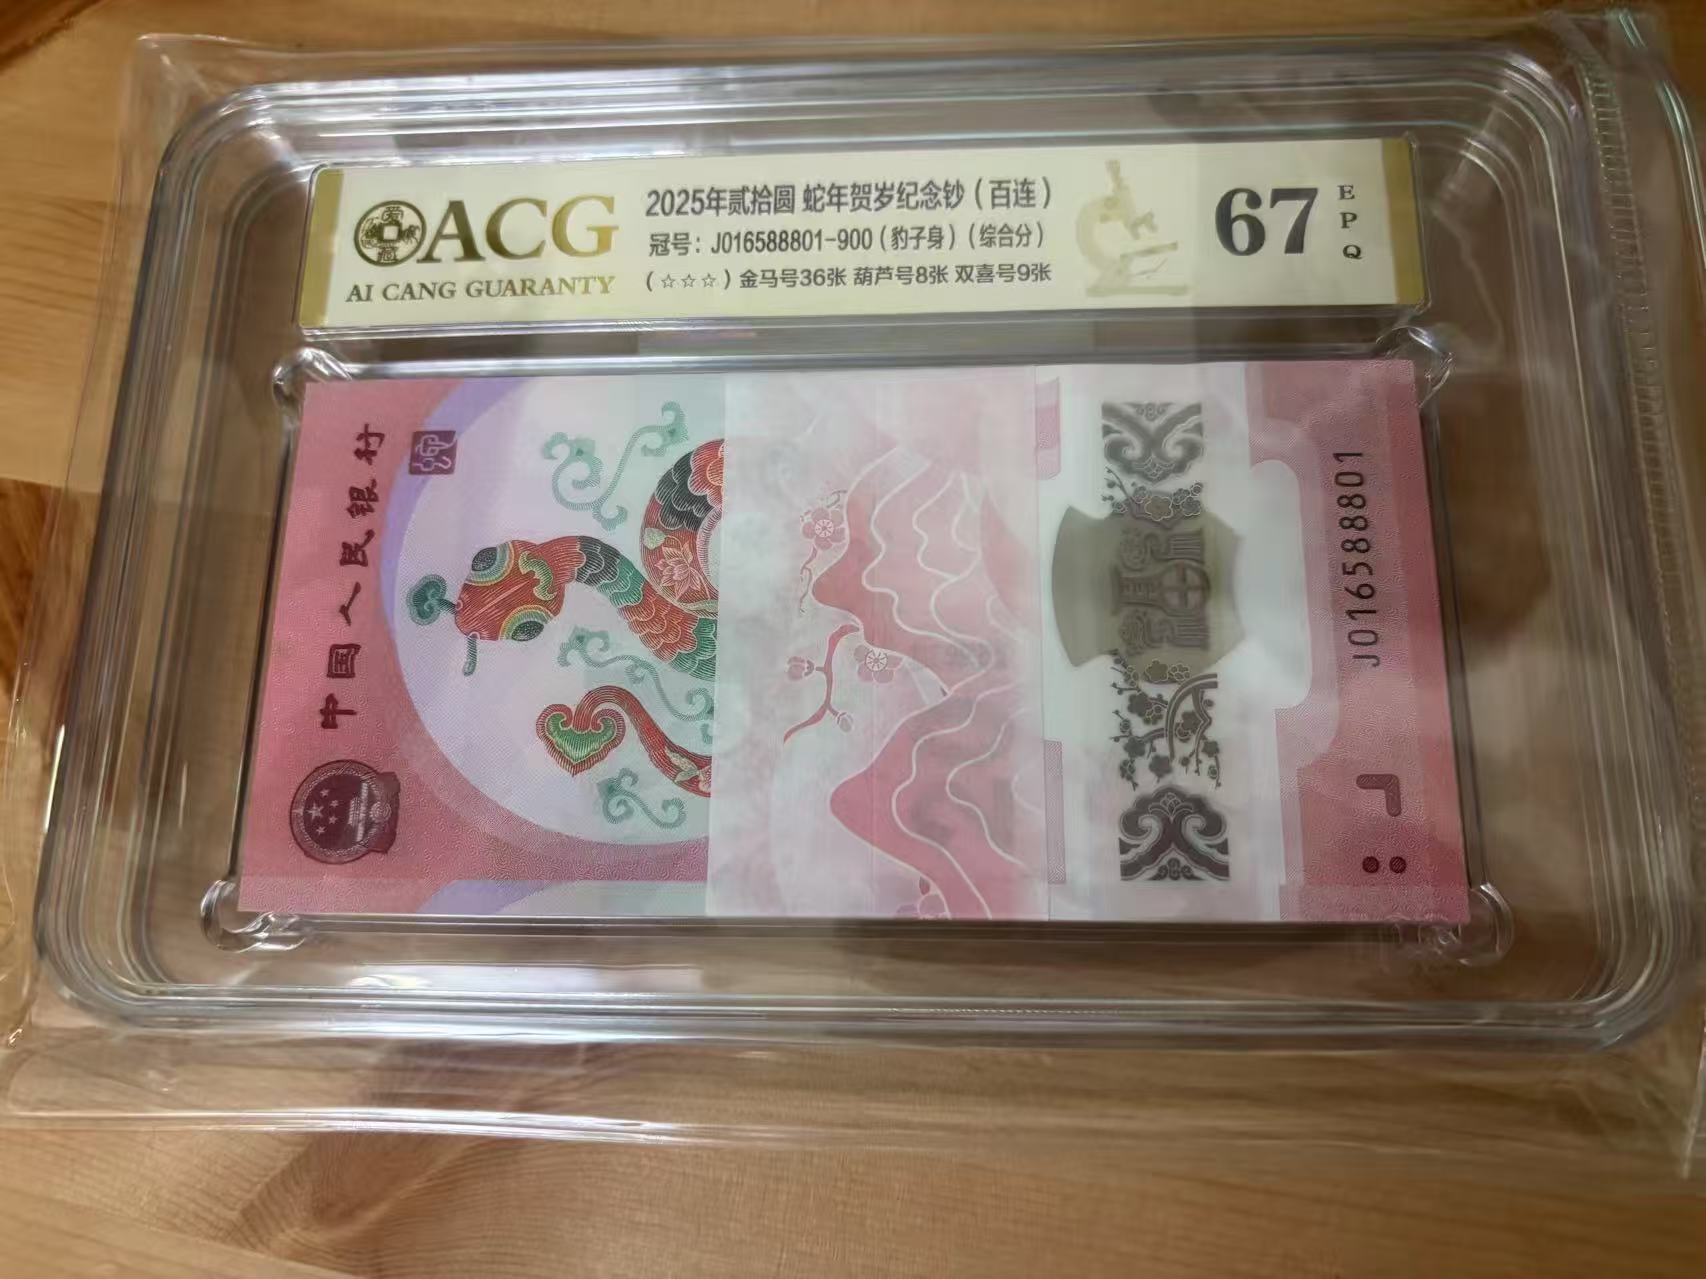 ACG
AI CANG GUARANTY
2025年贰拾圆 蛇年贺岁纪念钞（百连）
冠号：J016588801-900（豹子身）（综合分）
（☆☆☆）金马号36张 葫芦号8张 双喜号9张
67
EPQ
中国人民银行
J016588801